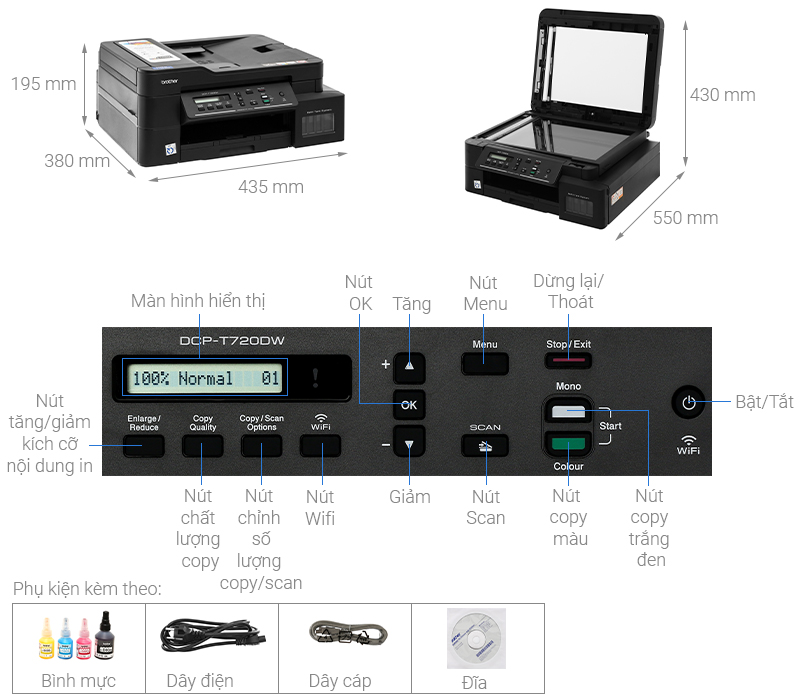 195 mm
380 mm
435 mm
brother
430 mm
550 mm
Màn hình hiển thị
Nút
OK
Tăng
Nút
Menu
Dừng lại/
Thoát
DCP-T720DW
100% Normal 01
Menu
Stop/Exit
Mono
Start
Colour
Enlarge/
Reduce
Copy
Quality
Copy/Scan
Options
WiFi
+
OK
−
SCAN
WiFi
Bật/Tắt
Nút
tăng/giảm
kích cỡ
nội dung in
Nút
chất
lượng
copy
Nút
chỉnh
số
lượng
copy/scan
Nút
Wifi
Giảm
Nút
Scan
Nút
copy
màu
Nút
copy
trắng
đen
Phụ kiện kèm theo:
Bình mực
Dây điện
Dây cáp
Đĩa